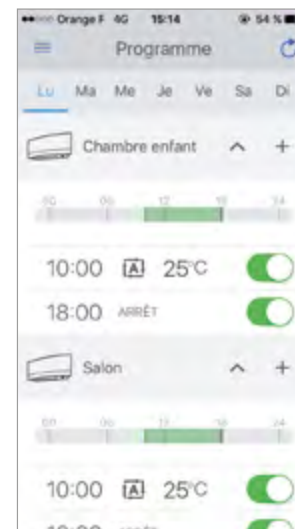 Orange F 4G 15:14 54 %
Programme
Lu Ma Me Je Ve Sa Di
Chambre enfant
00 06 12 18 24
10:00 A 25°C
18:00 ARRÊT
Salon
00 06 12 18 24
10:00 A 25°C